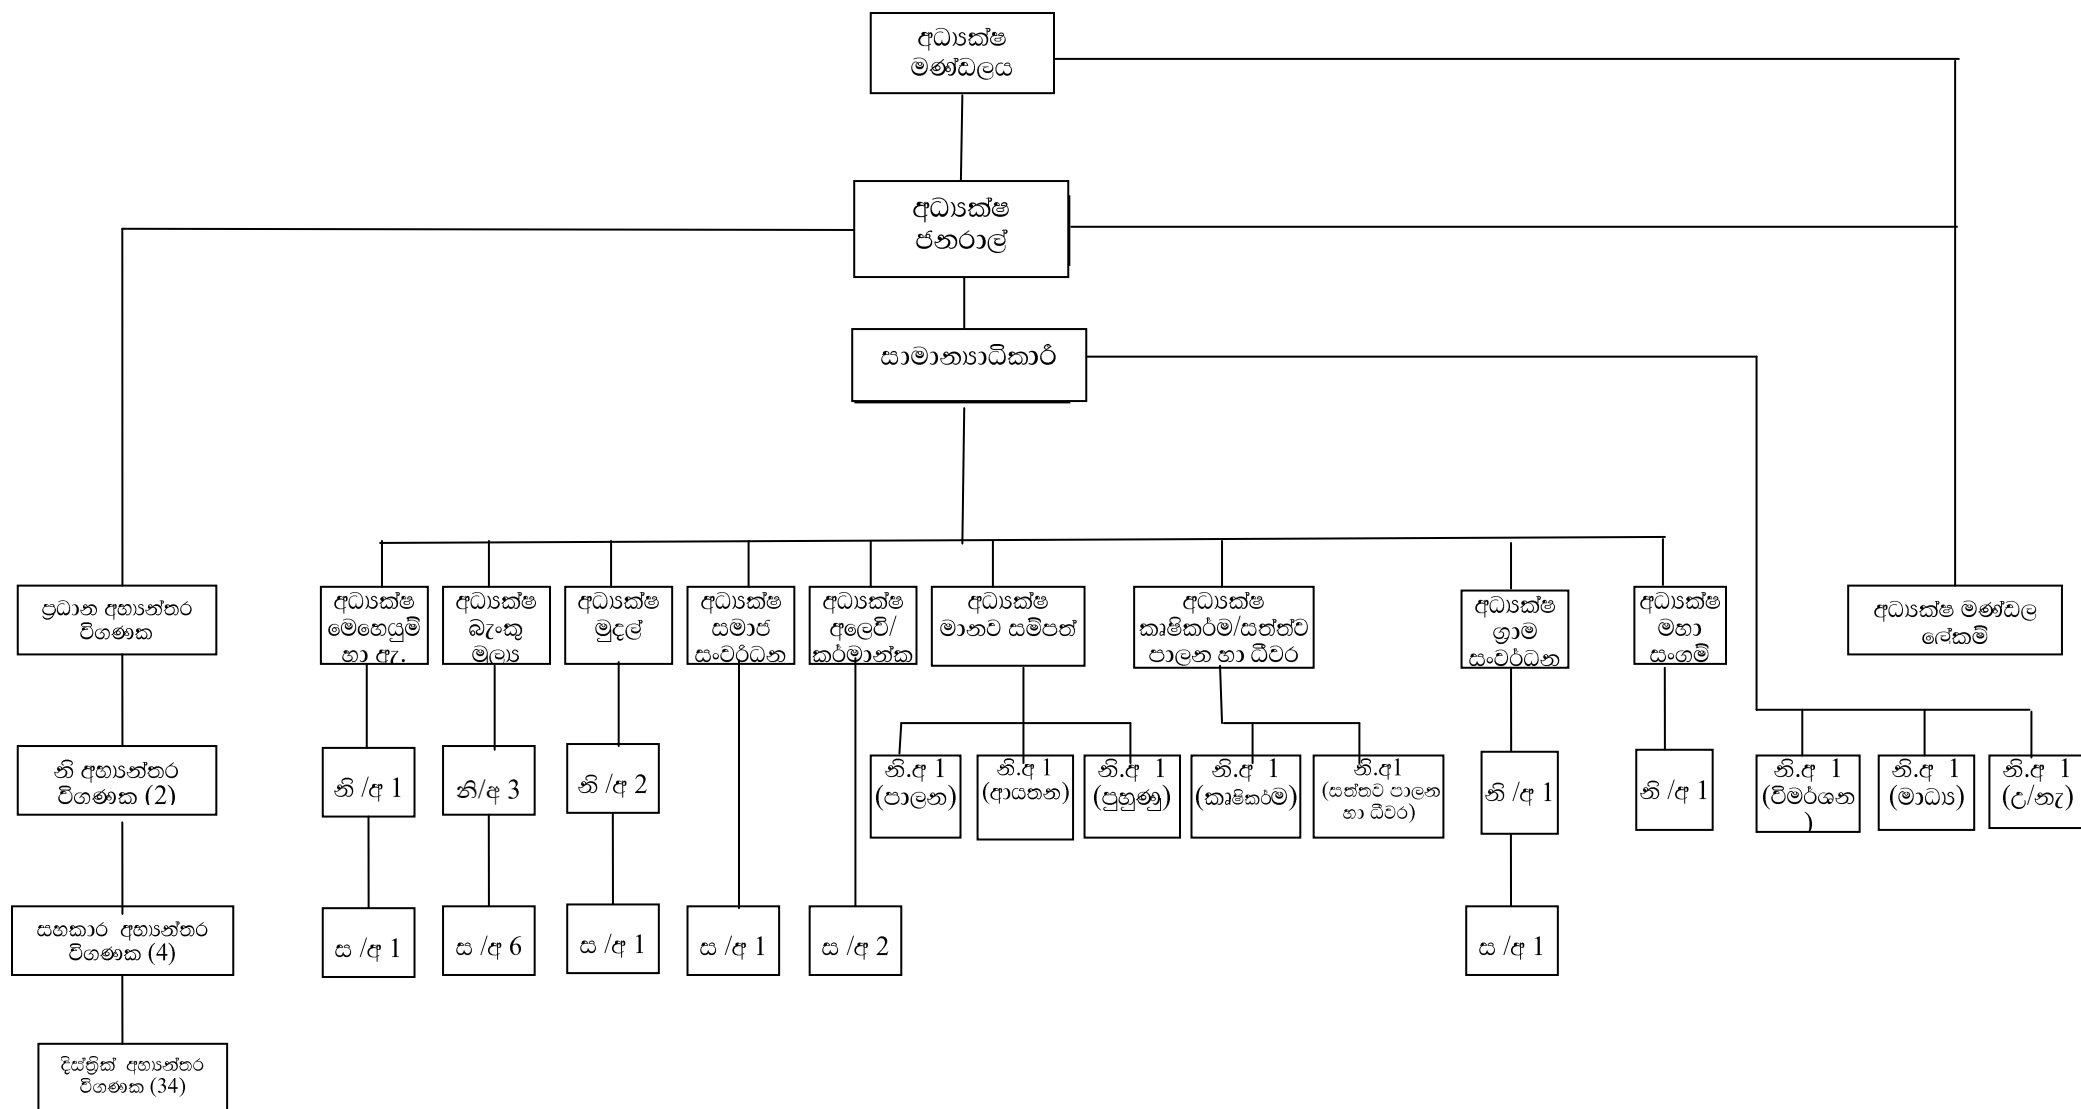 අධ්‍යක්ෂ
මණ්ඩලය
අධ්‍යක්ෂ
ජනරාල්
සාමාන්‍යාධිකාරී
ප්‍රධාන අභ්‍යන්තර
විගණක
අධ්‍යක්ෂ
මෙහෙයුම්
හා ඇ.
අධ්‍යක්ෂ
බැංකු
මූල්‍ය
අධ්‍යක්ෂ
මුදල්
අධ්‍යක්ෂ
සමාජ
සංවර්ධන
අධ්‍යක්ෂ
අලෙවි/
කර්මාන්ත
අධ්‍යක්ෂ
මානව සම්පත්
අධ්‍යක්ෂ
කෘෂිකර්ම/සත්ත්ව
පාලන හා ධීවර
අධ්‍යක්ෂ
ග්‍රාම
සංවර්ධන
අධ්‍යක්ෂ
මහා
සංගම්
අධ්‍යක්ෂ මණ්ඩල
ලේකම්
නි අභ්‍යන්තර
විගණක (2)
නි /අ 1
නි/අ 3
නි /අ 2
නි.අ 1
(පාලන)
නි.අ 1
(ආයතන)
නි.අ 1
(පුහුණු)
නි.අ 1
(කෘෂිකර්ම)
නි.අ1
(සත්තව පාලන
හා ධීවර)
නි /අ 1
නි /අ 1
නි.අ 1
(විමර්ශන
)
නි.අ 1
(මාධ්‍ය)
නි.අ 1
(උ/නැ)
සහකාර අභ්‍යන්තර
විගණක (4)
ස /අ 1
ස /අ 6
ස /අ 1
ස /අ 1
ස /අ 2
ස /අ 1
දිස්ත්‍රික් අභ්‍යන්තර
විගණක (34)